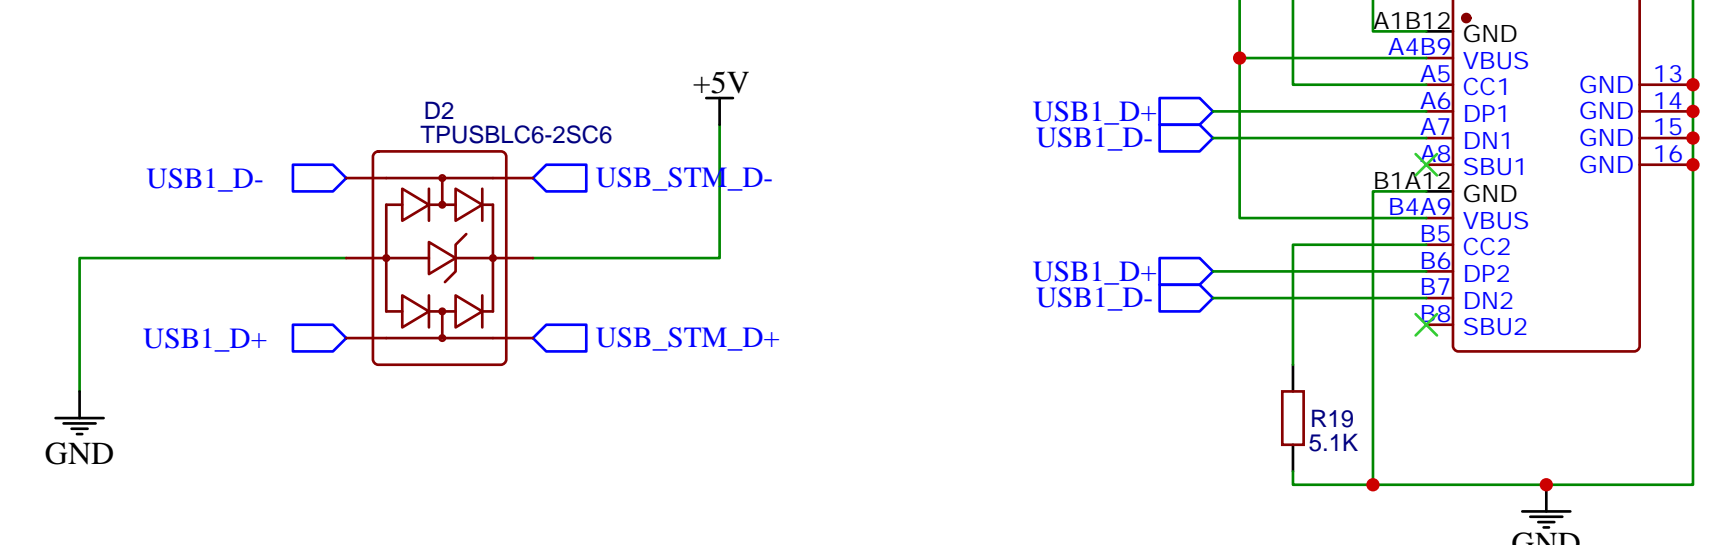 D2
TPUSBLC6-2SC6
+5V
USB1_D-
USB_STM_D-
USB1_D+
USB_STM_D+
GND
A1B12
GND
A4B9
VBUS
A5
CC1
GND
13
USB1_D+
A6
DP1
GND
14
USB1_D-
A7
DN1
GND
15
A8
SBU1
GND
16
B1A12
GND
B4A9
VBUS
B5
CC2
USB1_D+
B6
DP2
USB1_D-
B7
DN2
B8
SBU2
R19
5.1K
GND